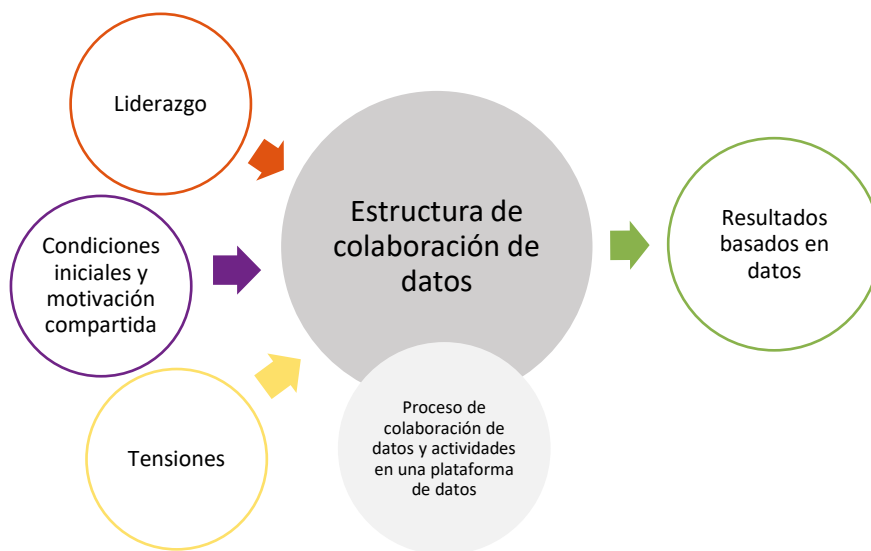 Liderazgo
Condiciones
iniciales y
motivación
compartida
Tensiones
Estructura de
colaboración de
datos
Proceso de
colaboración de
datos y actividades
en una plataforma
de datos
Resultados
basados en
datos